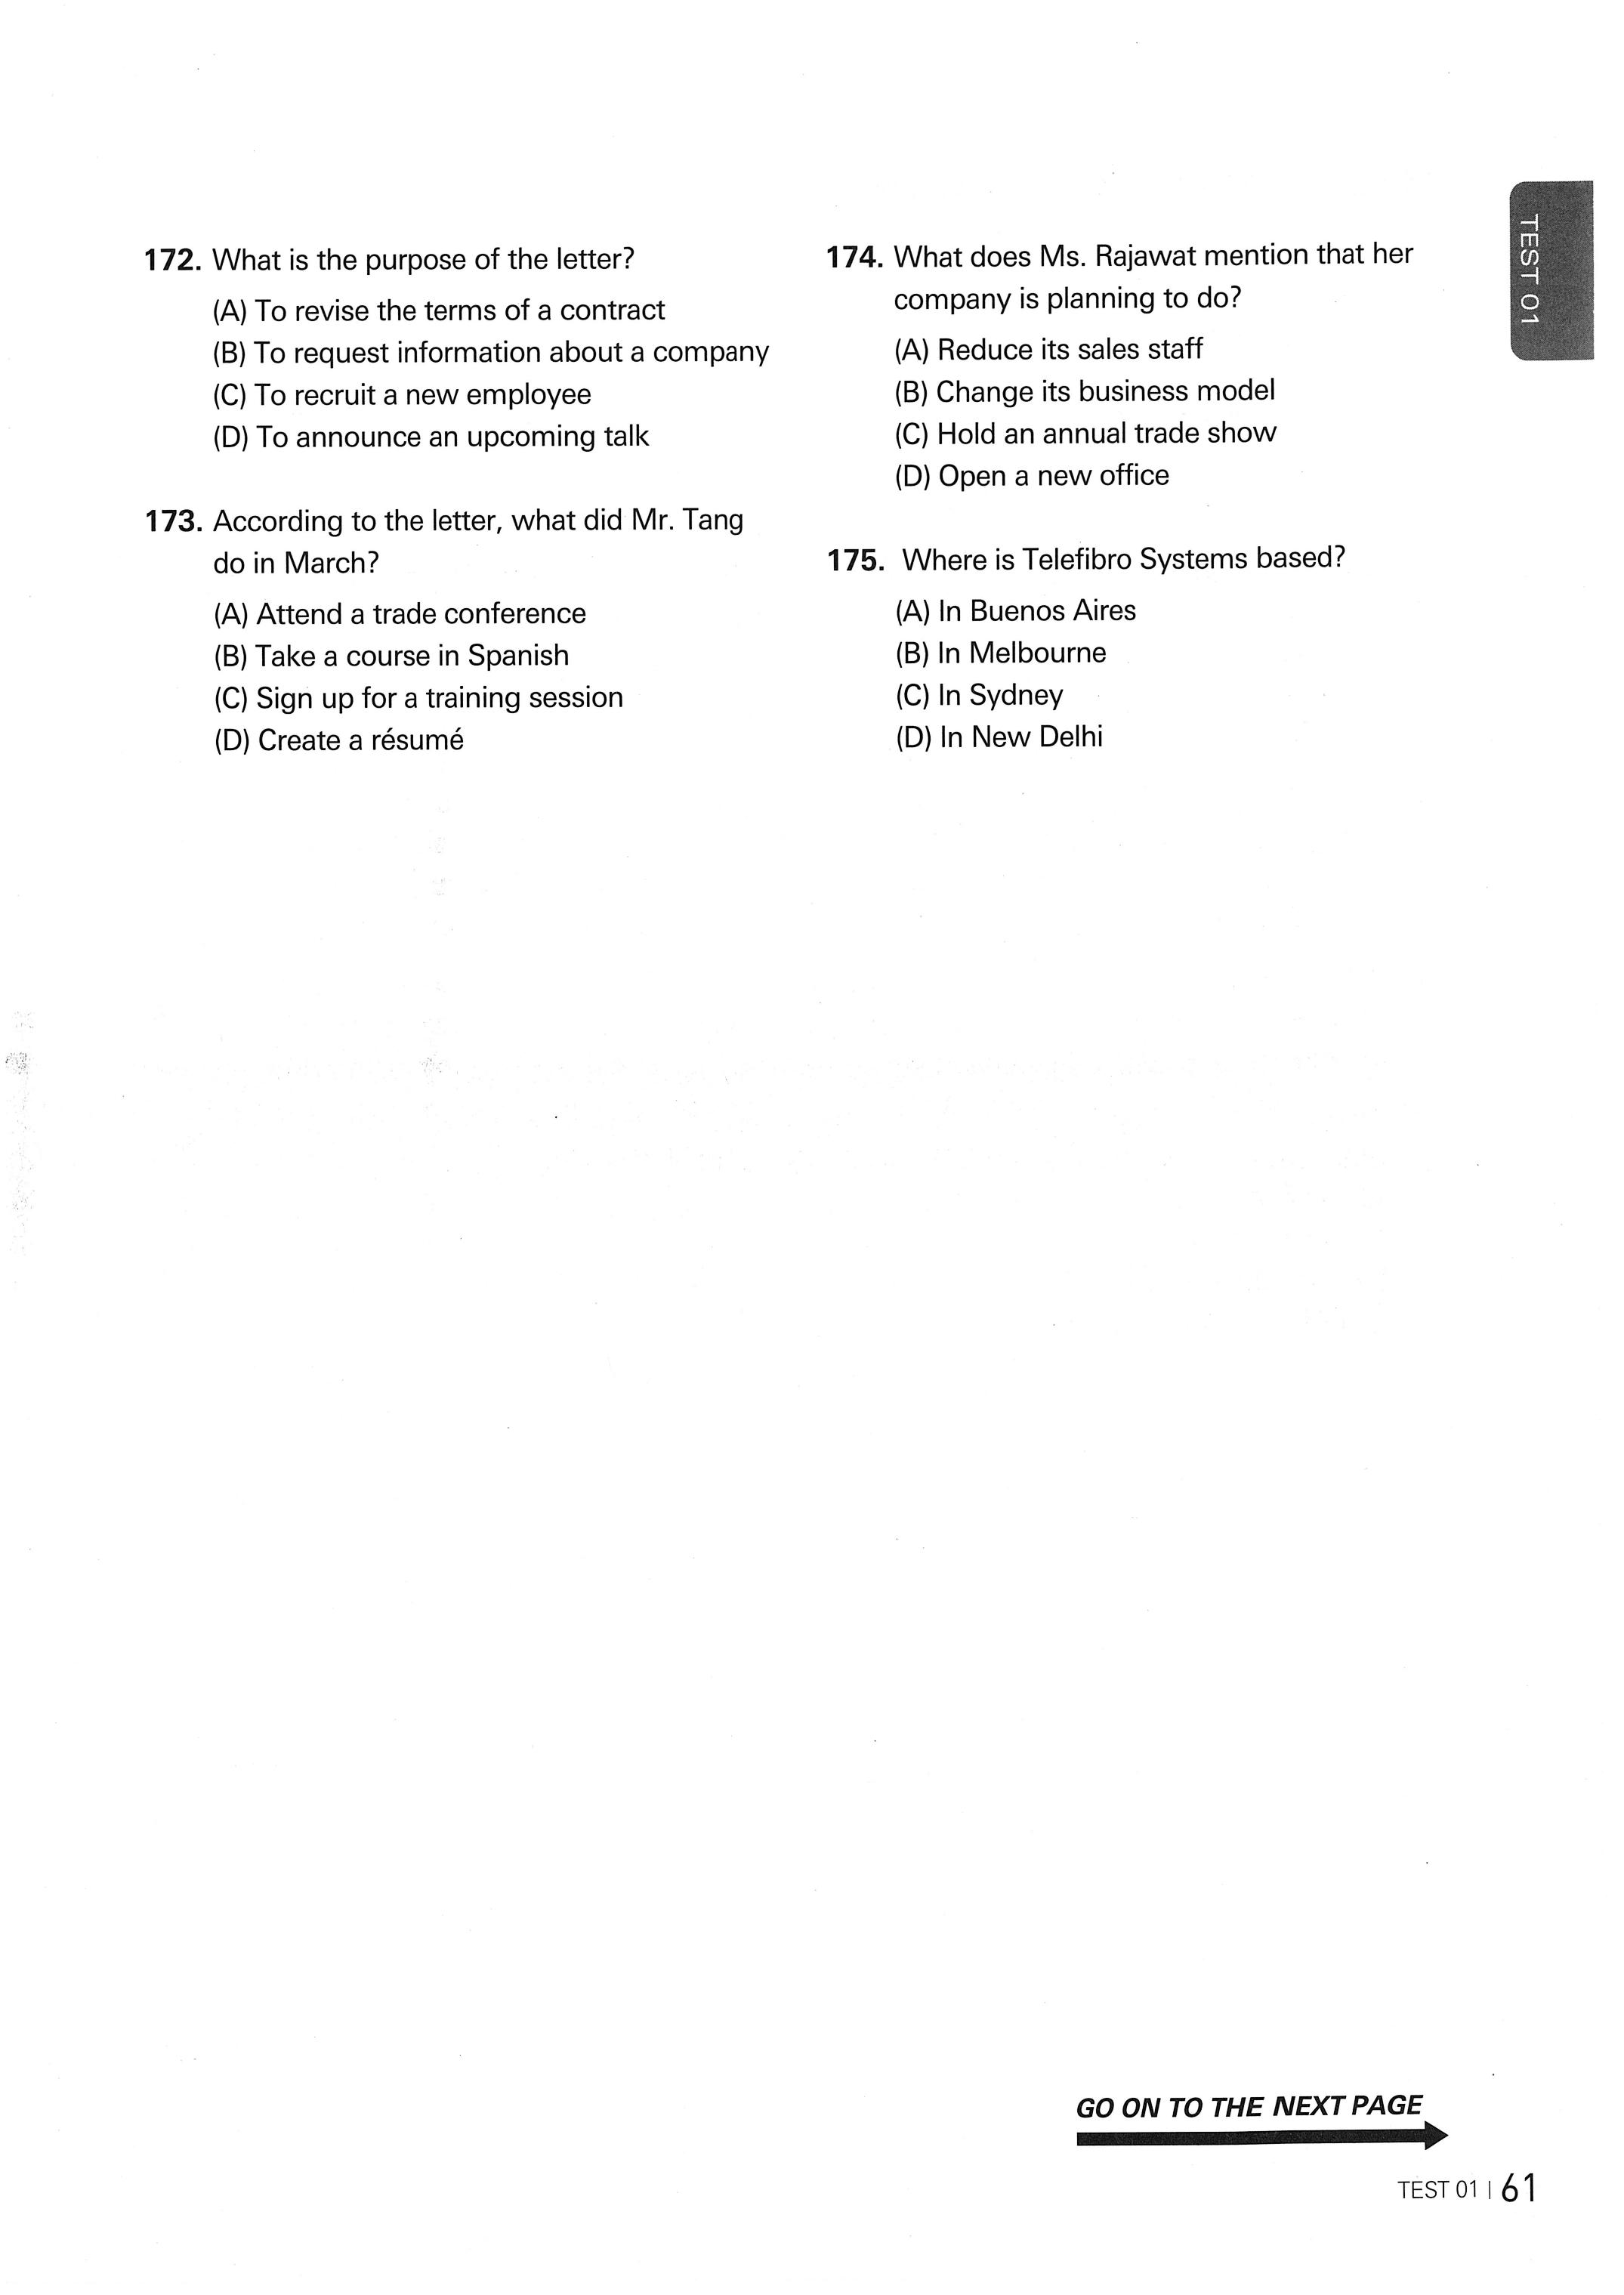 172. What is the purpose of the letter?
(A) To revise the terms of a contract
(B) To request information about a company
(C) To recruit a new employee
(D) To announce an upcoming talk
173. According to the letter, what did Mr. Tang
do in March?
(A) Attend a trade conference
(B) Take a course in Spanish
(C) Sign up for a training session
(D) Create a résumé
174. What does Ms. Rajawat mention that her
company is planning to do?
(A) Reduce its sales staff
(B) Change its business model
(C) Hold an annual trade show
(D) Open a new office
175. Where is Telefibro Systems based?
(A) In Buenos Aires
(B) In Melbourne
(C) In Sydney
(D) In New Delhi
TEST 01
GO ON TO THE NEXT PAGE
TEST 01 | 61